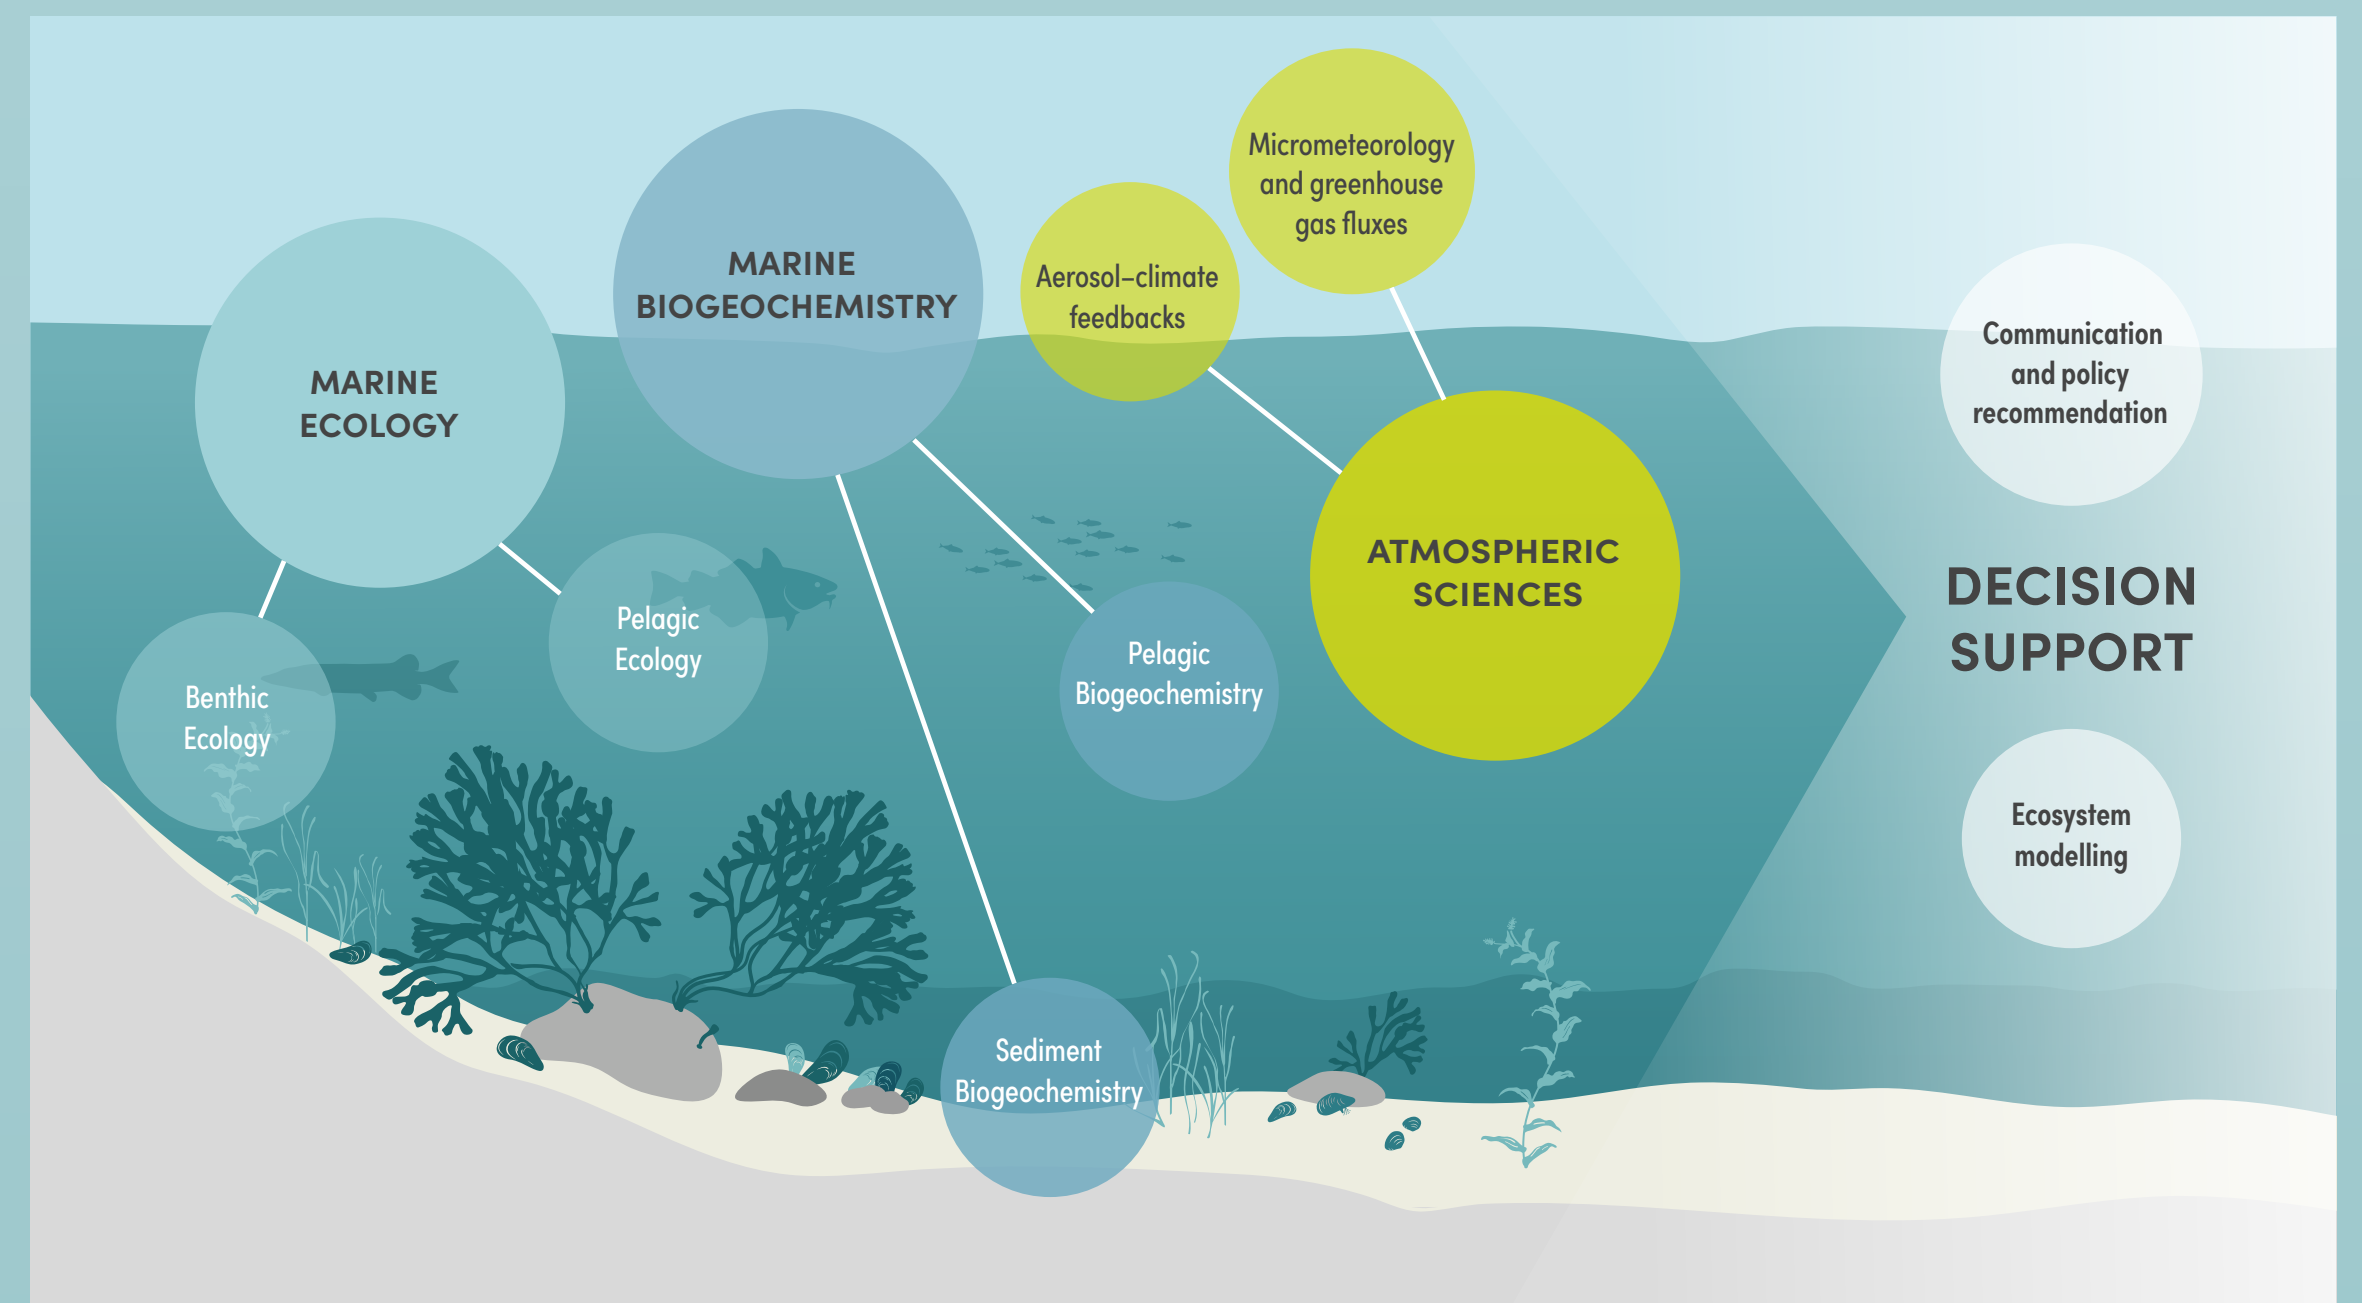 MARINE
ECOLOGY
Benthic
Ecology
Pelagic
Ecology
MARINE
BIOGEOCHEMISTRY
Pelagic
Biogeochemistry
Sediment
Biogeochemistry
Aerosol–climate
feedbacks
Micrometeorology
and greenhouse
gas fluxes
ATMOSPHERIC
SCIENCES
Communication
and policy
recommendation
DECISION
SUPPORT
Ecosystem
modelling